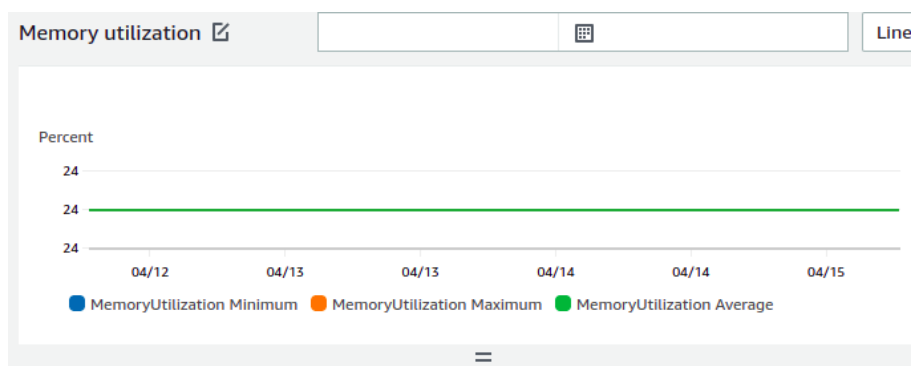 Memory utilization
Line
Percent
24
24
24
04/12 04/13 04/13 04/14 04/14 04/15
MemoryUtilization Minimum MemoryUtilization Maximum MemoryUtilization Average